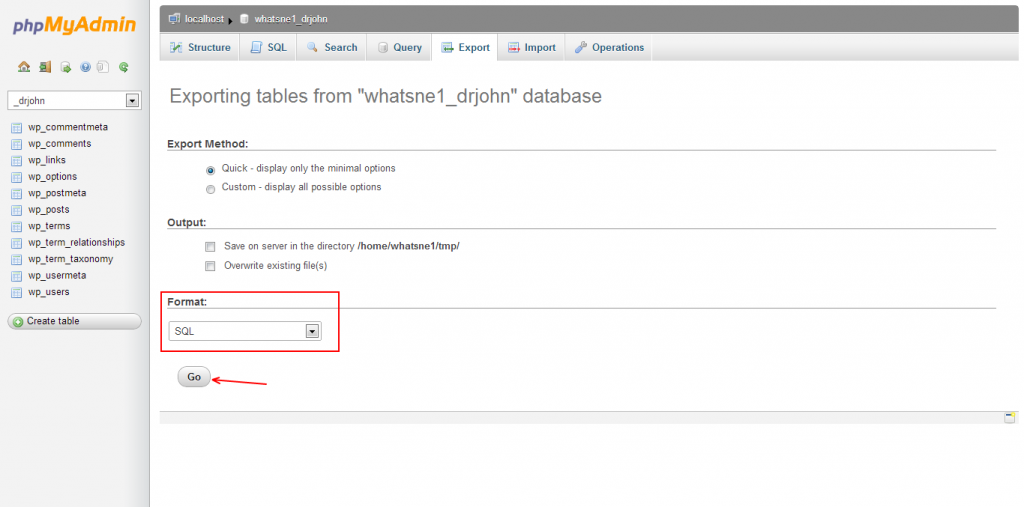 phpMyAdmin
_drjohn
wp_commentmeta
wp_comments
wp_links
wp_options
wp_postmeta
wp_posts
wp_terms
wp_term_relationships
wp_term_taxonomy
wp_usermeta
wp_users
Create table
localhost whatsne1_drjohn
Structure SQL Search Query Export Import Operations
Exporting tables from "whatsne1_drjohn" database
Export Method:
Quick - display only the minimal options
Custom - display all possible options
Output:
Save on server in the directory /home/whatsne1/tmp/
Overwrite existing file(s)
Format:
SQL
Go